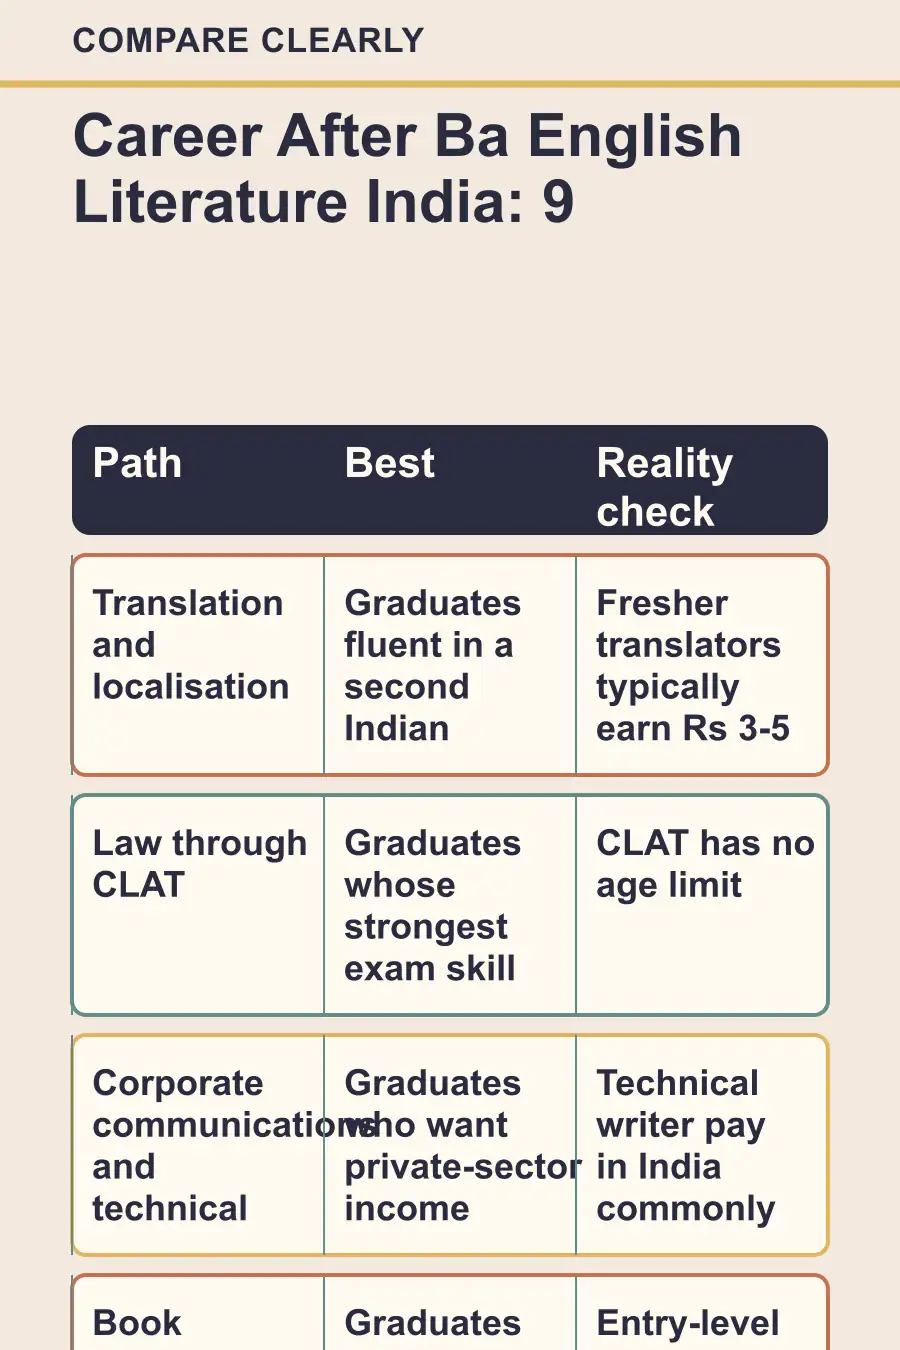 COMPARE CLEARLY
Career After Ba English
Literature India: 9
Path
Best
Reality
check
Translation
and
localisation
Graduates
fluent in a
second
Indian
Fresher
translators
typically
earn Rs 3-5
Law through
CLAT
Graduates
whose
strongest
exam skill
CLAT has no
age limit
Corporate
communications
and
technical
Graduates
who want
private-sector
income
Technical
writer pay
in India
commonly
Book
Graduates
Entry-level